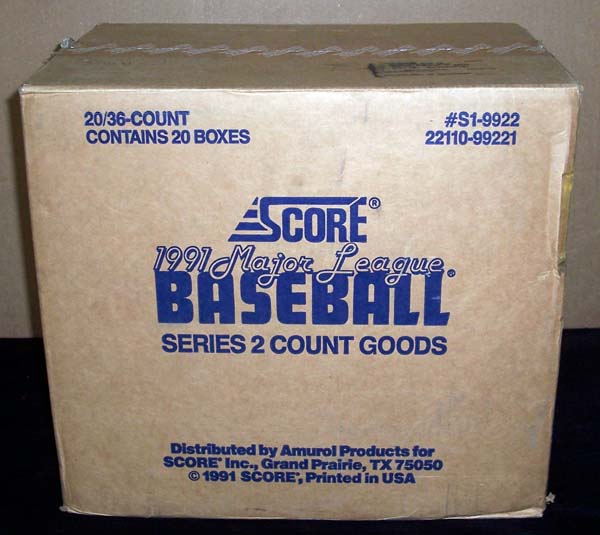 20/36-COUNT
CONTAINS 20 BOXES
#S1-9922
22110-99221
SCORE®
1991 Major League
BASEBALL®
SERIES 2 COUNT GOODS
Distributed by Amurol Products for
SCORE® Inc., Grand Prairie, TX 75050
© 1991 SCORE®, Printed in USA